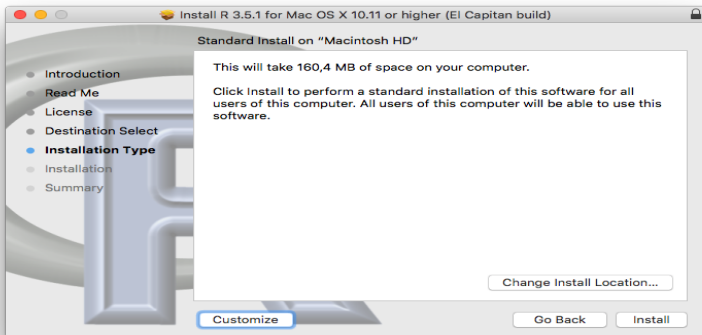 Install R 3.5.1 for Mac OS X 10.11 or higher (El Capitan build)
Standard Install on “Macintosh HD”
Introduction
Read Me
License
Destination Select
Installation Type
Installation
Summary
This will take 160,4 MB of space on your computer.
Click Install to perform a standard installation of this software for all
users of this computer. All users of this computer will be able to use this
software.
Change Install Location...
Customize
Go Back
Install